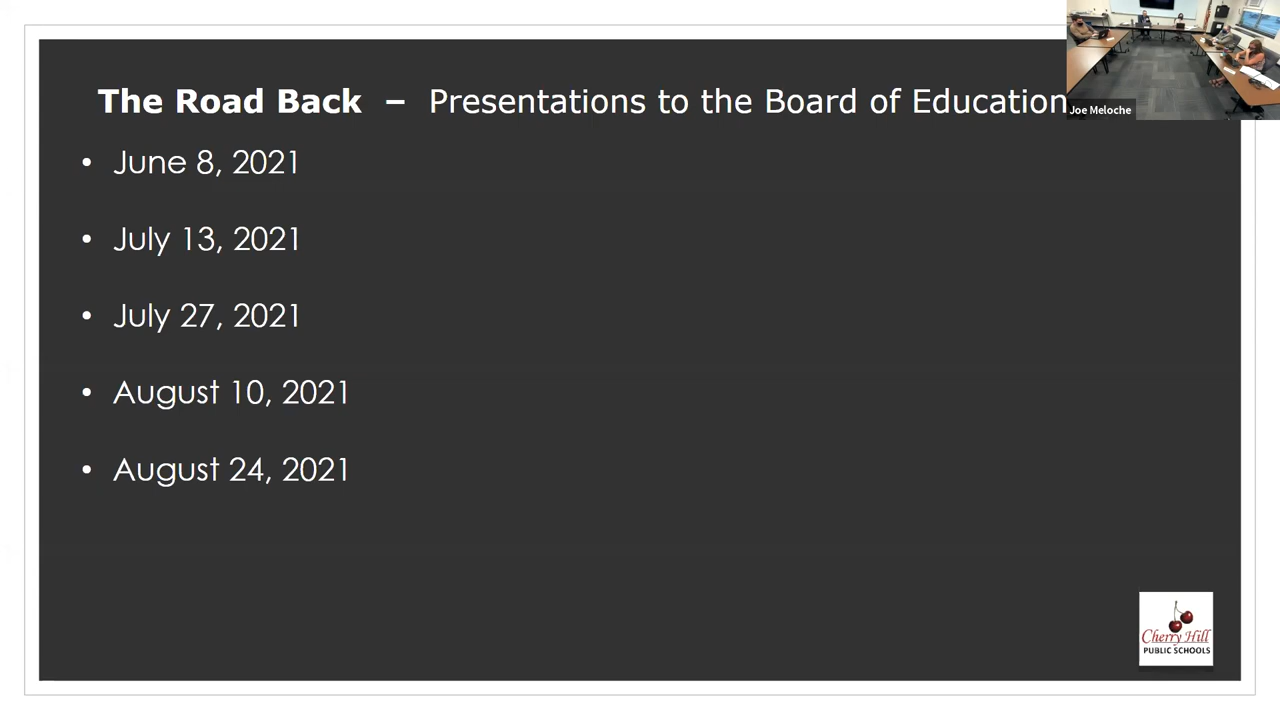 The Road Back – Presentations to the Board of Education
Joe Meloche
• June 8, 2021
• July 13, 2021
• July 27, 2021
• August 10, 2021
• August 24, 2021
Cherry Hill
PUBLIC SCHOOLS